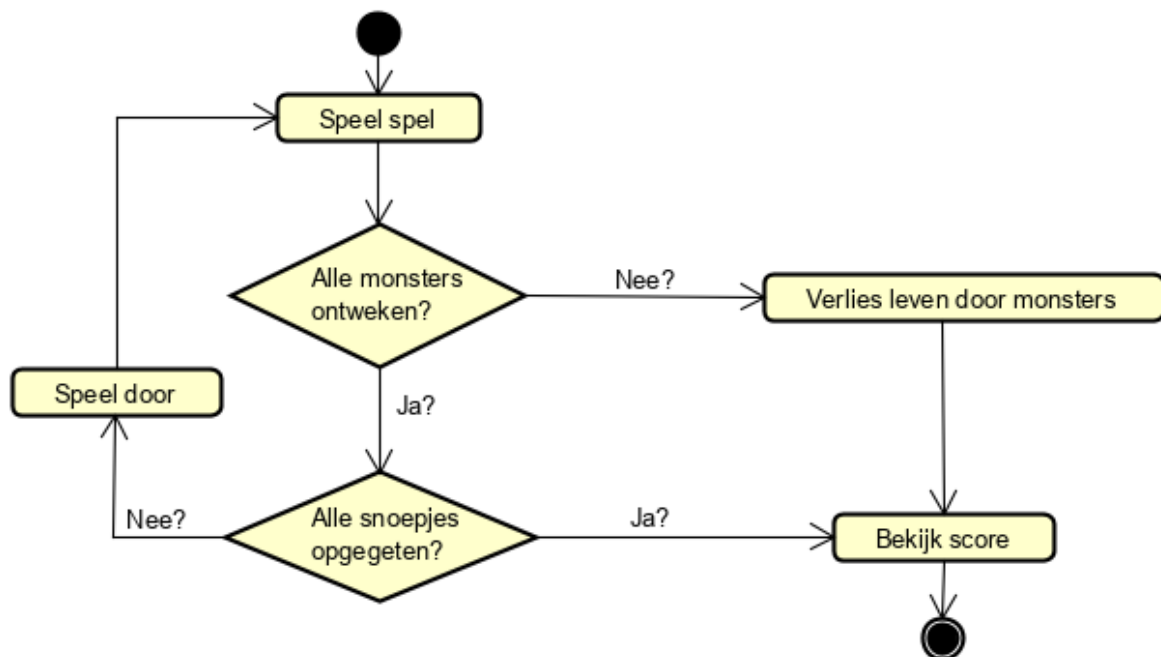 Speel spel
Alle monsters
ontweken?
Nee?
Verlies leven door monsters
Speel door
Ja?
Nee?
Alle snoepjes
opgegeten?
Ja?
Bekijk score